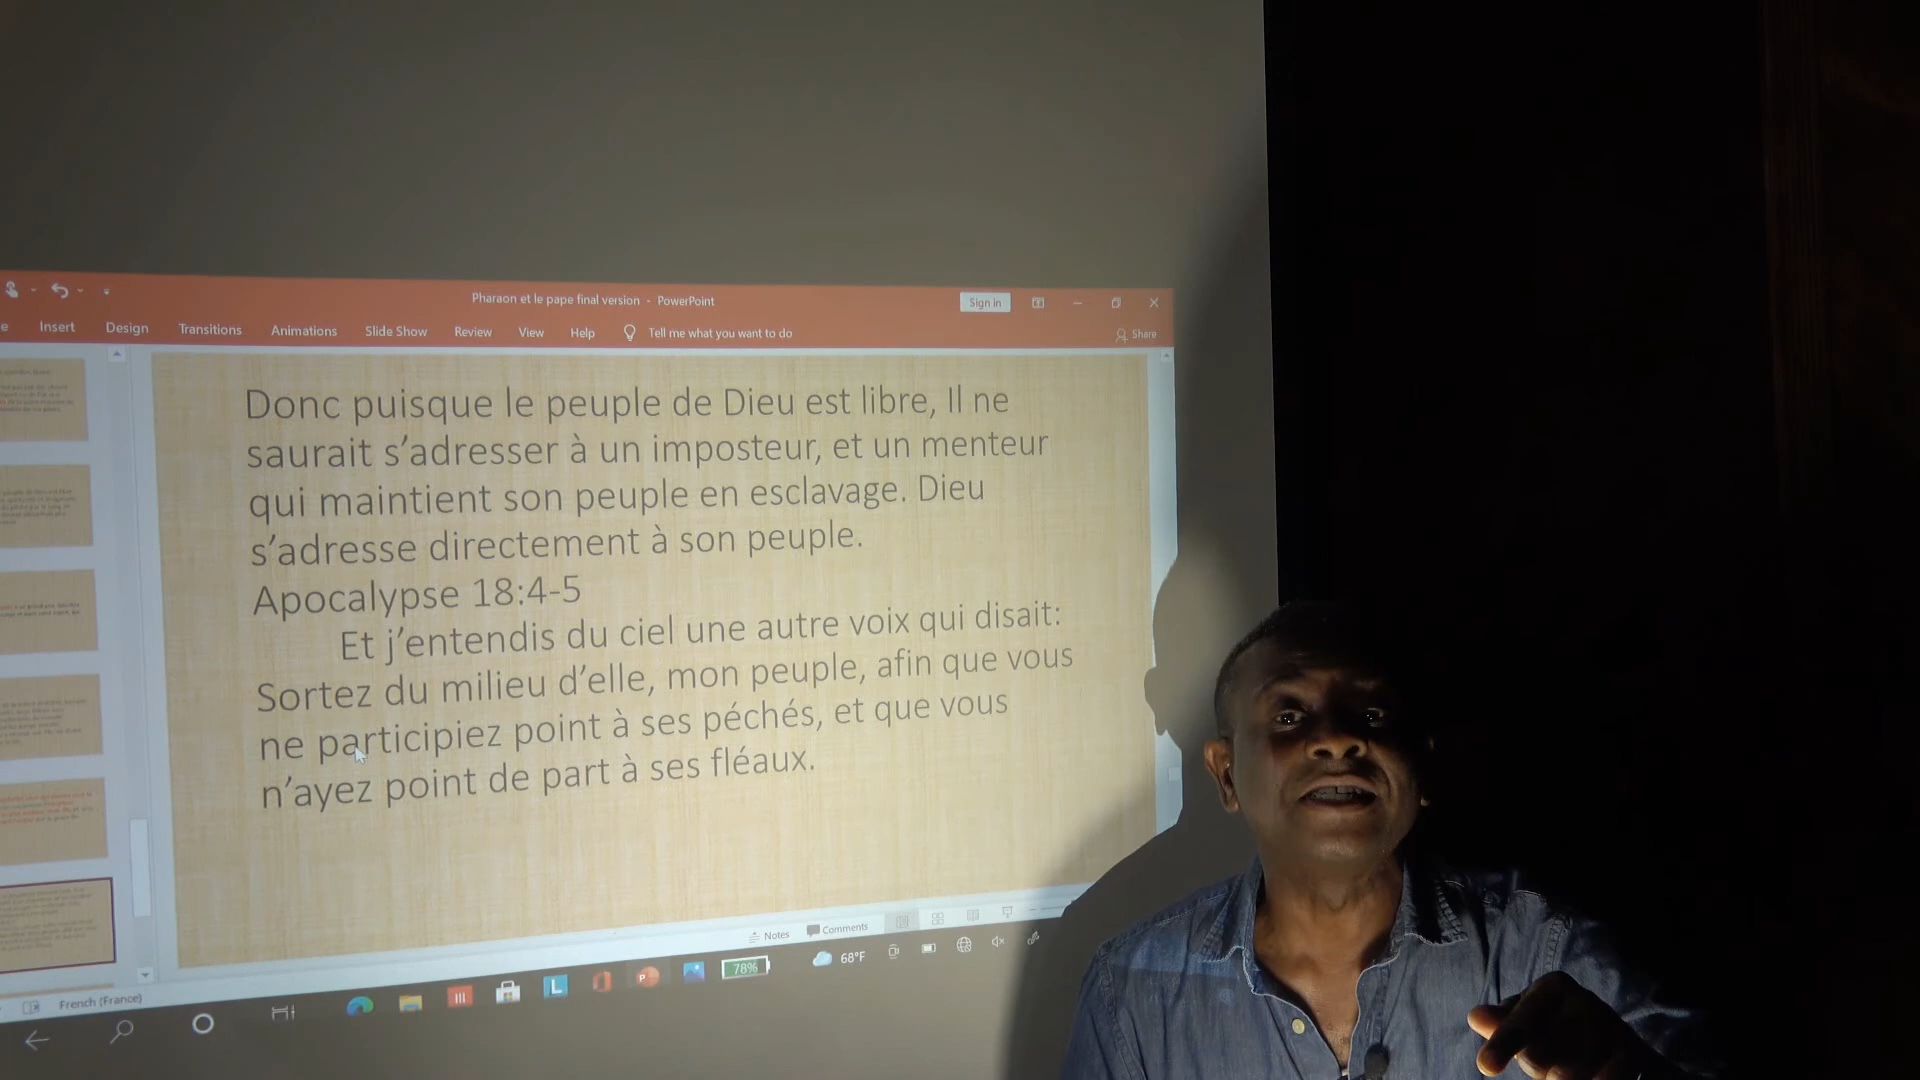 Pharaon et le pape final version - PowerPoint
Sign in
Insert Design Transitions Animations Slide Show Review View Help Tell me what you want to do Share
Donc puisque le peuple de Dieu est libre, Il ne
saurait s’adresser à un imposteur, et un menteur
qui maintient son peuple en esclavage. Dieu
s’adresse directement à son peuple.
Apocalypse 18:4-5
Et j’entendis du ciel une autre voix qui disait:
Sortez du milieu d’elle, mon peuple, afin que vous
ne participiez point à ses péchés, et que vous
n’ayez point de part à ses fléaux.
Notes Comments
French (France)
78% 68°F